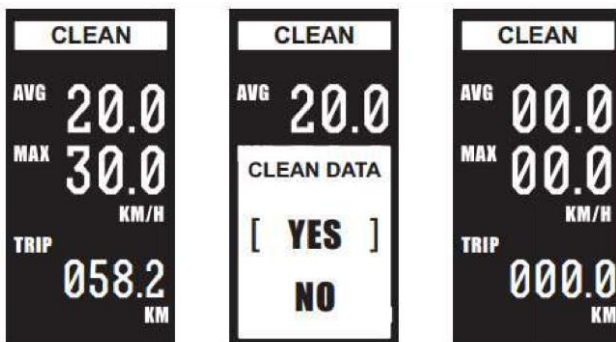 CLEAN
AVG 20.0
MAX 30.0
KM/H
TRIP
058.2
KM
CLEAN
AVG 20.0
CLEAN DATA
[ YES ]
NO
CLEAN
AVG 00.0
MAX 00.0
KM/H
TRIP
000.0
KM